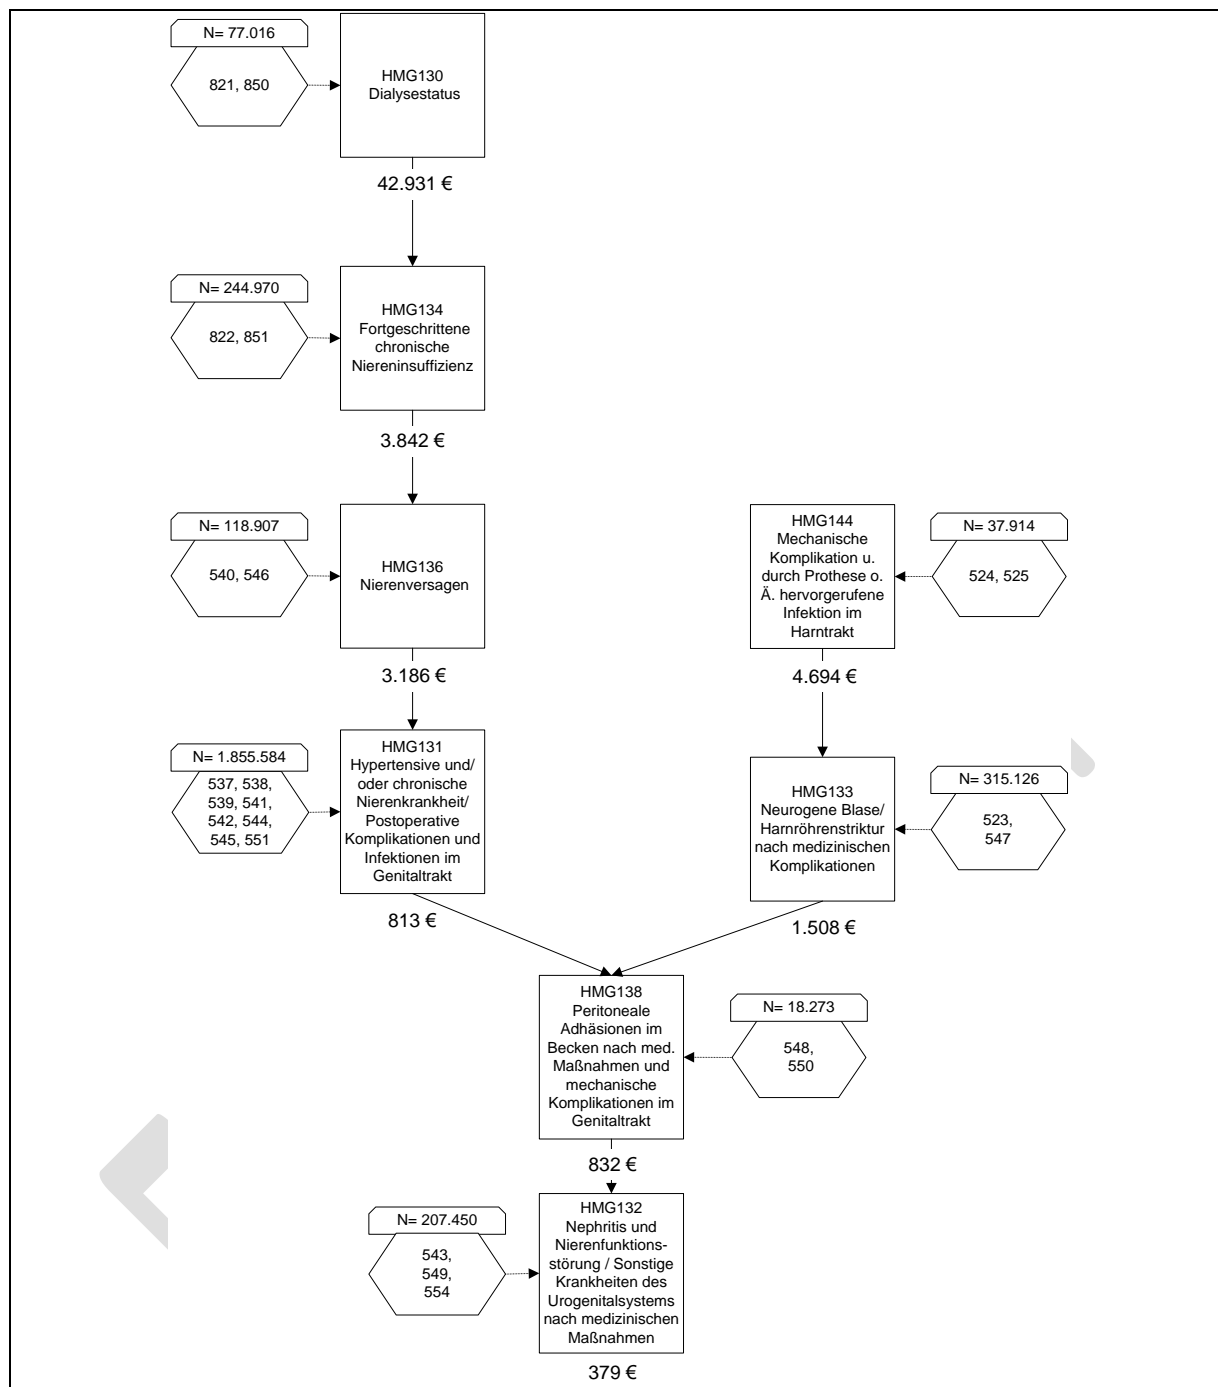 N= 77.016
821, 850
HMG130
Dialysestatus
42.931 €
N= 244.970
822, 851
HMG134
Fortgeschrittene
chronische
Niereninsuffizienz
3.842 €
N= 118.907
540, 546
HMG136
Nierenversagen
3.186 €
HMG144
Mechanische
Komplikation u.
durch Prothese o.
Ä. hervorgerufene
Infektion im
Harntrakt
N= 37.914
524, 525
4.694 €
N= 1.855.584
537, 538,
539, 541,
542, 544,
545, 551
HMG131
Hypertensive und/
oder chronische
Nierenkrankheit/
Postoperative
Komplikationen und
Infektionen im
Genitaltrakt
813 €
HMG133
Neurogene Blase/
Harnröhrenstriktur
nach medizinischen
Komplikationen
N= 315.126
523,
547
1.508 €
HMG138
Peritoneale
Adhäsionen im
Becken nach med.
Maßnahmen und
mechanische
Komplikationen im
Genitaltrakt
N= 18.273
548,
550
832 €
N= 207.450
543,
549,
554
HMG132
Nephritis und
Nierenfunktions-
störung / Sonstige
Krankheiten des
Urogenitalsystems
nach medizinischen
Maßnahmen
379 €